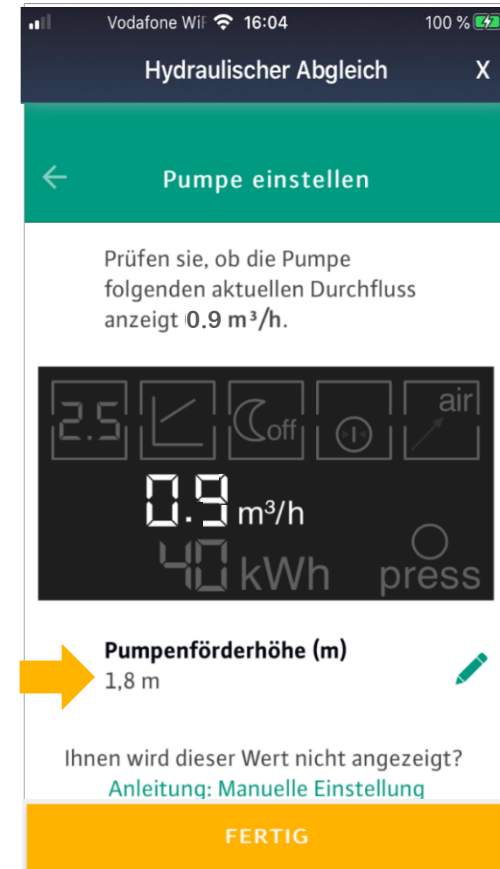 Vodafone WiF 16:04 100 %
Hydraulischer Abgleich X
Pumpe einstellen
Prüfen sie, ob die Pumpe
folgenden aktuellen Durchfluss
anzeigt 0.9 m³/h.
2.5 off air
0.9 m³/h
40 kWh press
Pumpenförderhöhe (m)
1,8 m
Ihnen wird dieser Wert nicht angezeigt?
Anleitung: Manuelle Einstellung
FERTIG